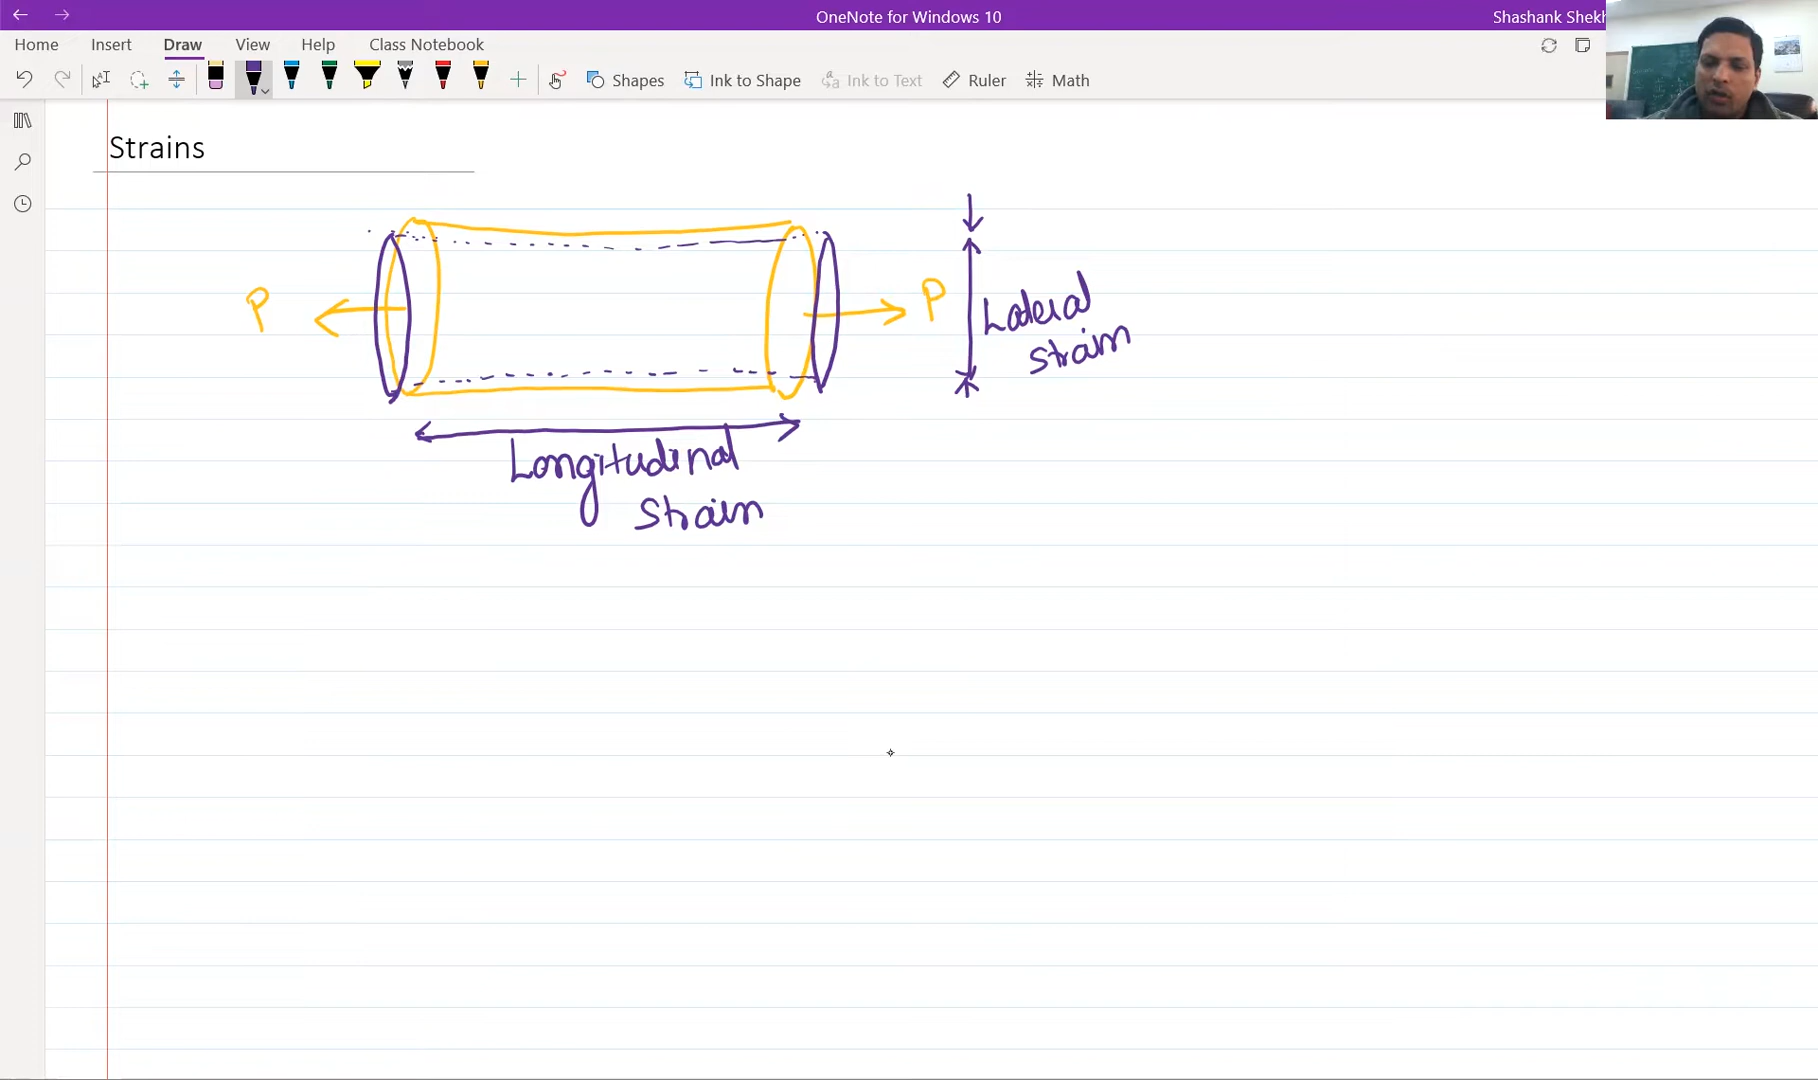 OneNote for Windows 10
Shashank Shekh
Home Insert Draw View Help Class Notebook
Shapes Ink to Shape Ink to Text Ruler Math
Strains
P
P
Lateral
strain
Longitudinal
strain